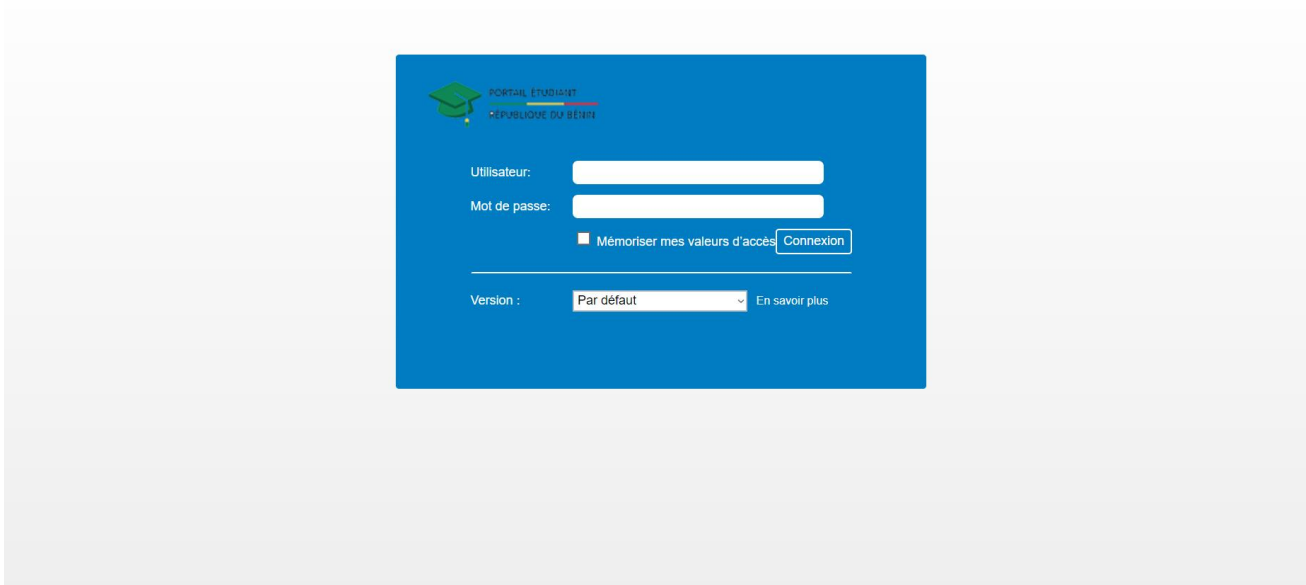 PORTAIL ÉTUDIANT
RÉPUBLIQUE DU BÉNIN
Utilisateur:
Mot de passe:
Mémoriser mes valeurs d'accès Connexion
Version : Par défaut En savoir plus